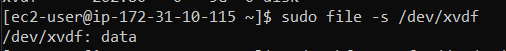 [ec2-user@ip-172-31-10-115 ~]$ sudo file -s /dev/xvdf
/dev/xvdf: data